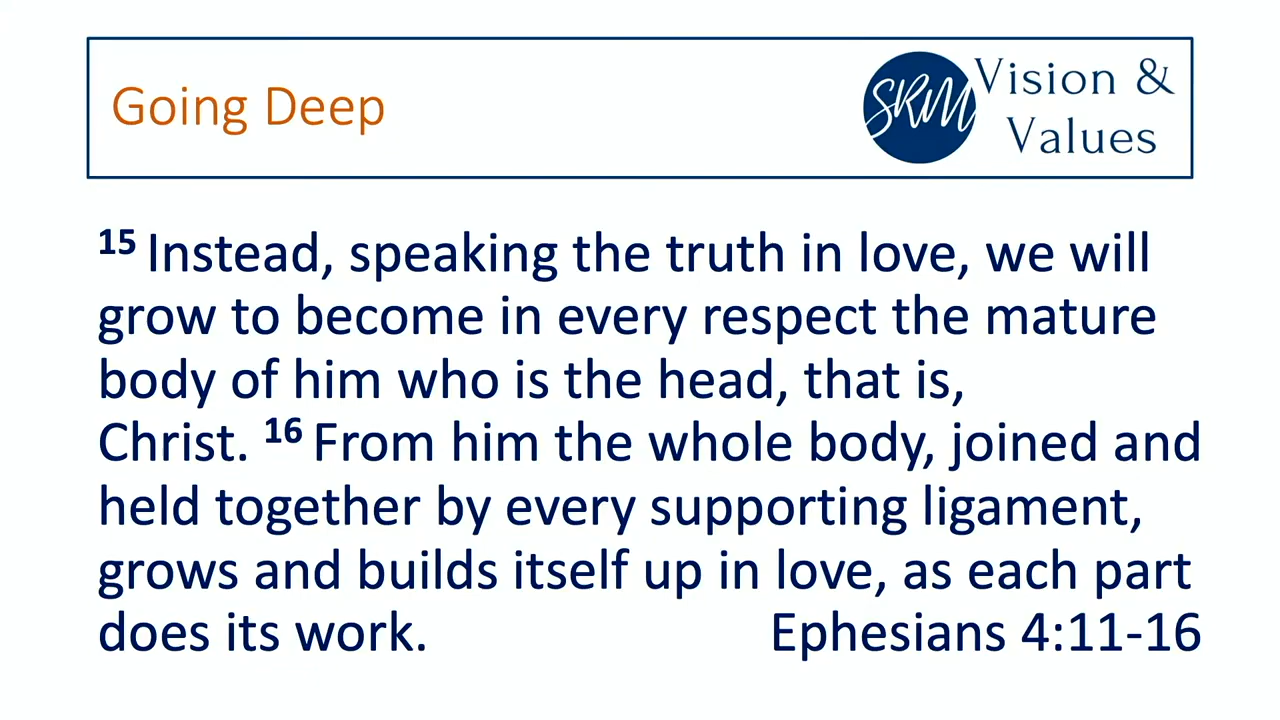 Going Deep
SRM
Vision &
Values
15 Instead, speaking the truth in love, we will
grow to become in every respect the mature
body of him who is the head, that is,
Christ. 16 From him the whole body, joined and
held together by every supporting ligament,
grows and builds itself up in love, as each part
does its work. Ephesians 4:11-16